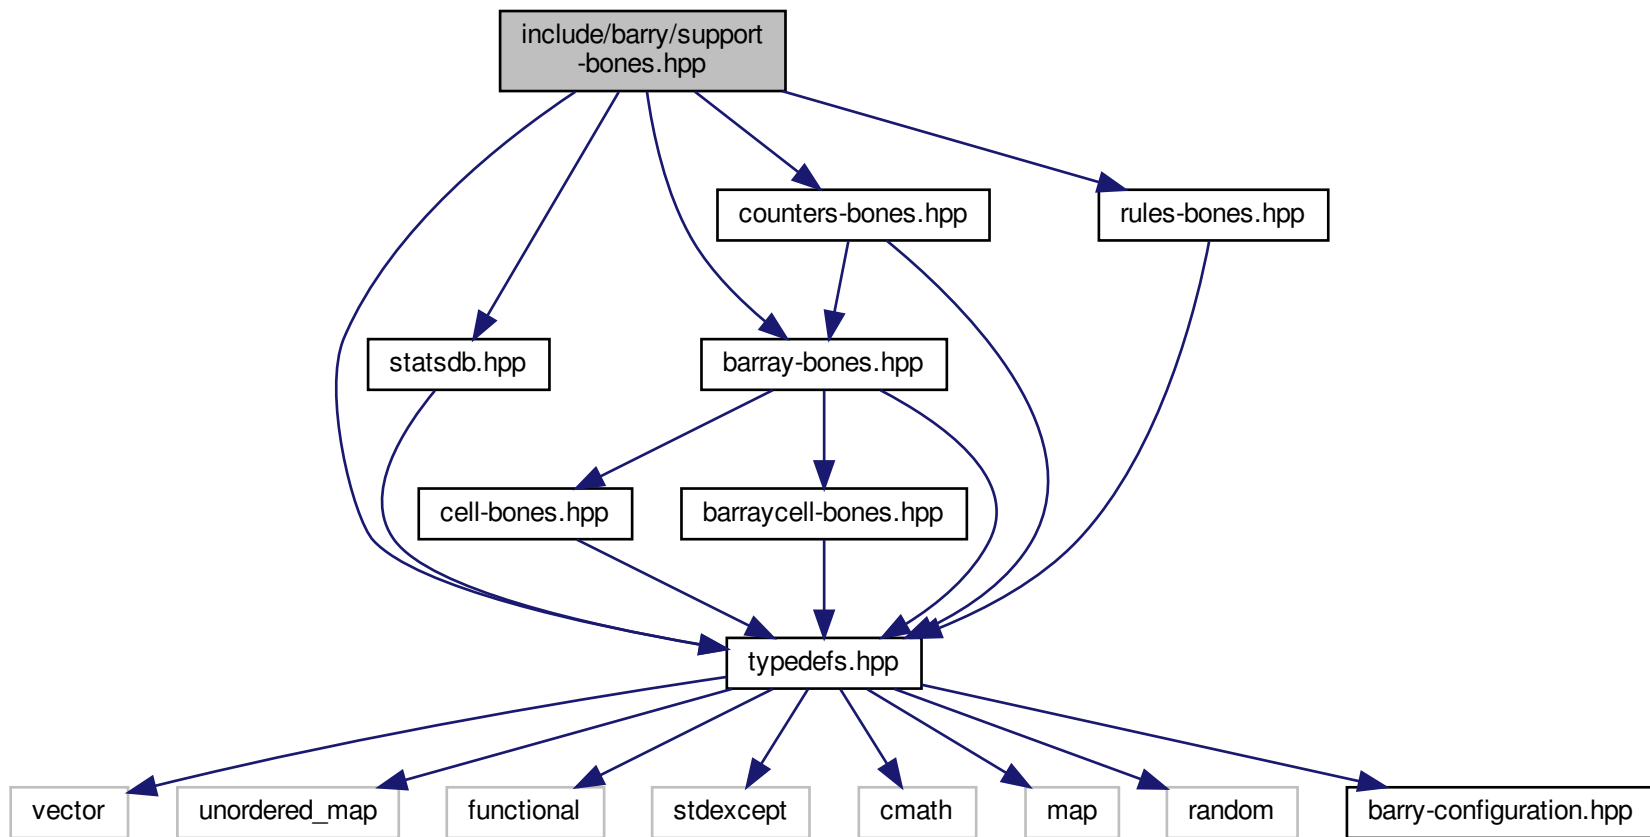 include/barry/support
-bones.hpp
counters-bones.hpp
rules-bones.hpp
statsdb.hpp
barray-bones.hpp
cell-bones.hpp
barraycell-bones.hpp
typedefs.hpp
vector
unordered_map
functional
stdexcept
cmath
map
random
barry-configuration.hpp